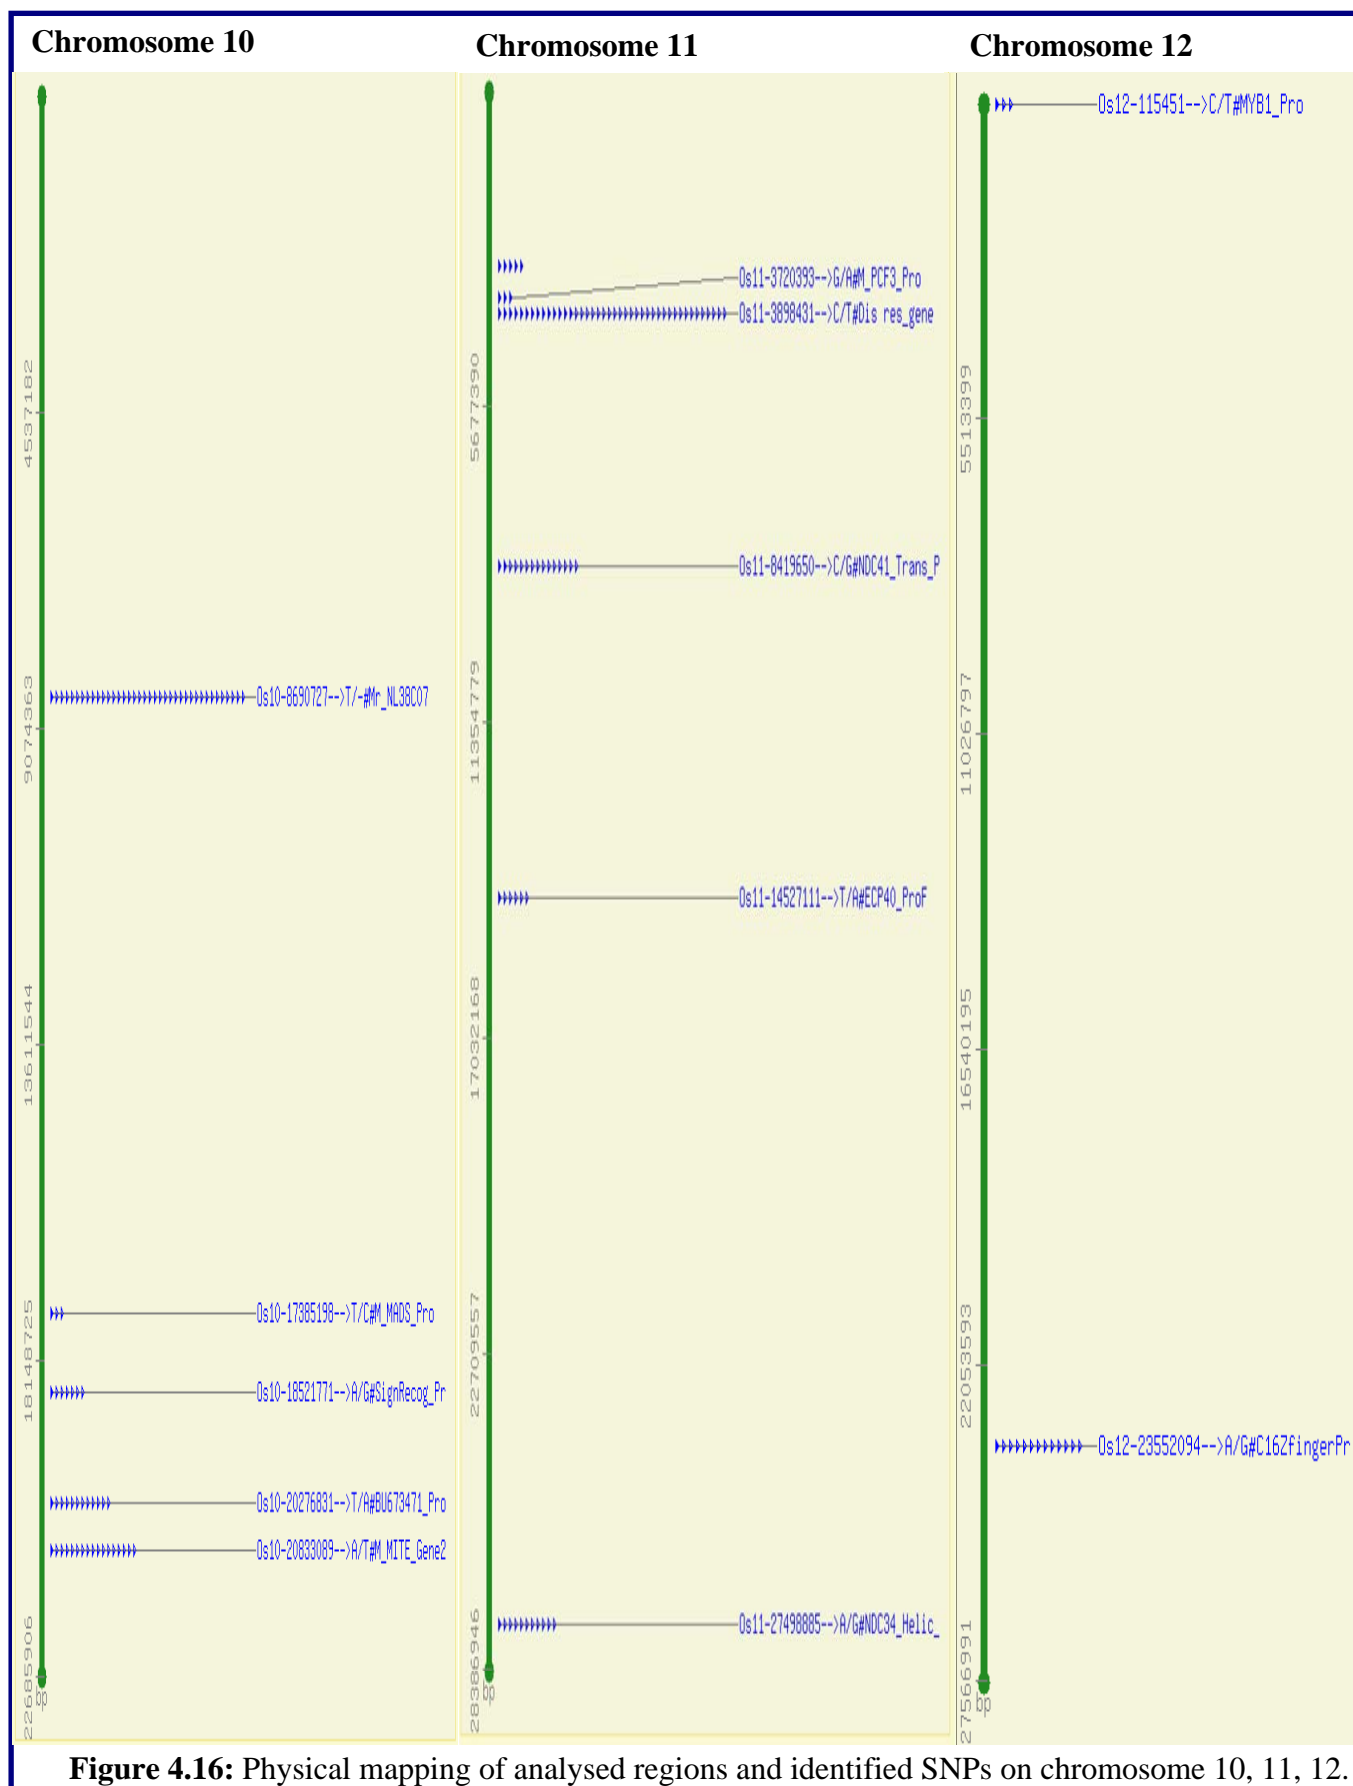 Chromosome 10
4537182
9074363
13611544
18148725
22685906
bp
Os10-8690727-->T/-#Mr_NL38C07
Os10-17385198-->T/C#M_MADS_Pro
Os10-18521771-->A/G#SignRecog_Pr
Os10-20276831-->T/A#BU673471_Pro
Os10-20833089-->A/T#M_MITE_Gene2
Chromosome 11
5677390
11354779
17032168
22709557
28386946
bp
Os11-3720393-->G/A#M_PCF3_Pro
Os11-3898431-->C/T#Dis res_gene
Os11-8419650-->C/G#NDC41_Trans_P
Os11-14527111-->T/A#ECP40_ProF
Os11-27498885-->A/G#NDC34_Helic_
Chromosome 12
5513399
11026797
16540195
22053593
27566991
bp
Os12-115451-->C/T#MYB1_Pro
Os12-23552094-->A/G#C16ZfingerPr
Figure 4.16: Physical mapping of analysed regions and identified SNPs on chromosome 10, 11, 12.